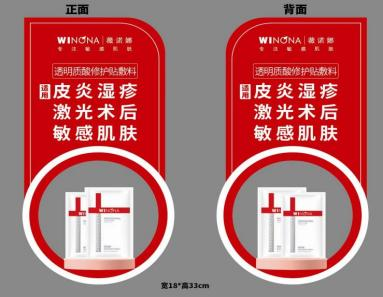 正面
WINONA 薇诺娜
专注敏感肌肤
透明质酸修护贴敷料
适用 皮炎湿疹
激光术后
敏感肌肤
WINONA
背面
WINONA 薇诺娜
专注敏感肌肤
透明质酸修护贴敷料
适用 皮炎湿疹
激光术后
敏感肌肤
WINONA
宽18*高33cm